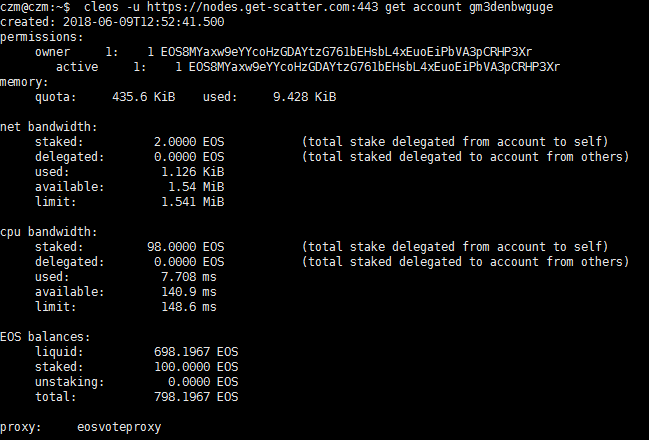 czm@czm:~$  cleos -u https://nodes.get-scatter.com:443 get account gm3denbwguge
created: 2018-06-09T12:52:41.500
permissions:
     owner     1:    1 EOS8MYaxw9eYYcoHzGDAYtzG761bEHsbL4xEuoEiPbVA3pCRHP3Xr
        active     1:    1 EOS8MYaxw9eYYcoHzGDAYtzG761bEHsbL4xEuoEiPbVA3pCRHP3Xr
memory:
     quota:     435.6 KiB    used:     9.428 KiB
net bandwidth:
     staked:          2.0000 EOS           (total stake delegated from account to self)
     delegated:       0.0000 EOS           (total staked delegated to account from others)
     used:             1.126 KiB
     available:         1.54 MiB
     limit:            1.541 MiB
cpu bandwidth:
     staked:         98.0000 EOS           (total stake delegated from account to self)
     delegated:       0.0000 EOS           (total staked delegated to account from others)
     used:             7.708 ms
     available:        140.9 ms
     limit:            148.6 ms
EOS balances:
     liquid:         698.1967 EOS
     staked:         100.0000 EOS
     unstaking:        0.0000 EOS
     total:          798.1967 EOS
proxy:     eosvoteproxy